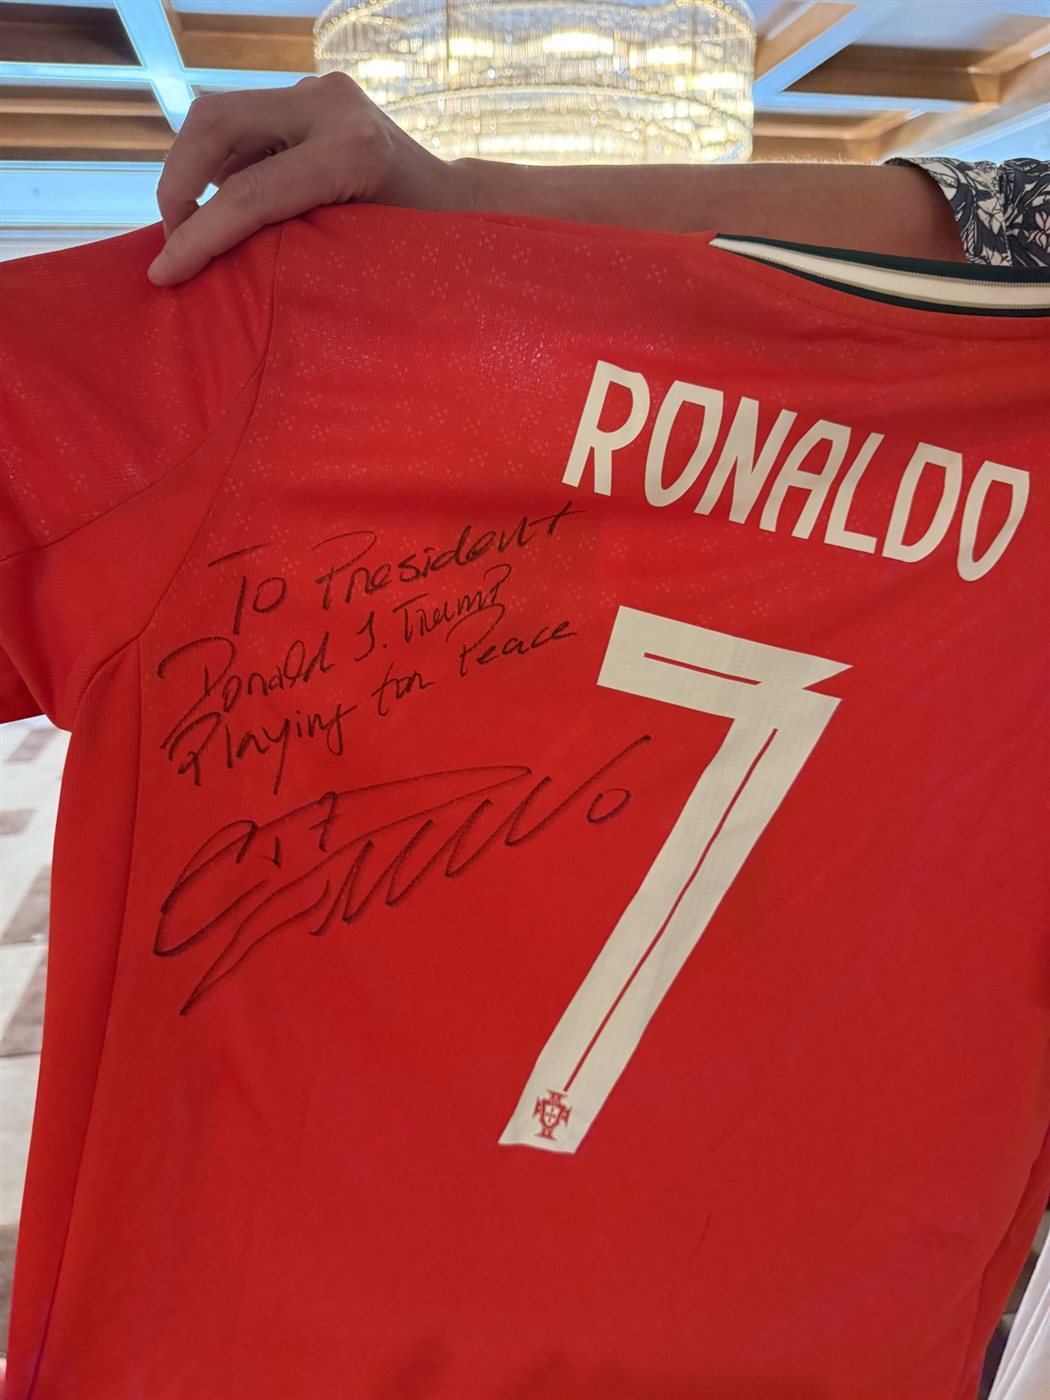 RONALDO
7
To President
Donald J. Trump
Playing for Peace